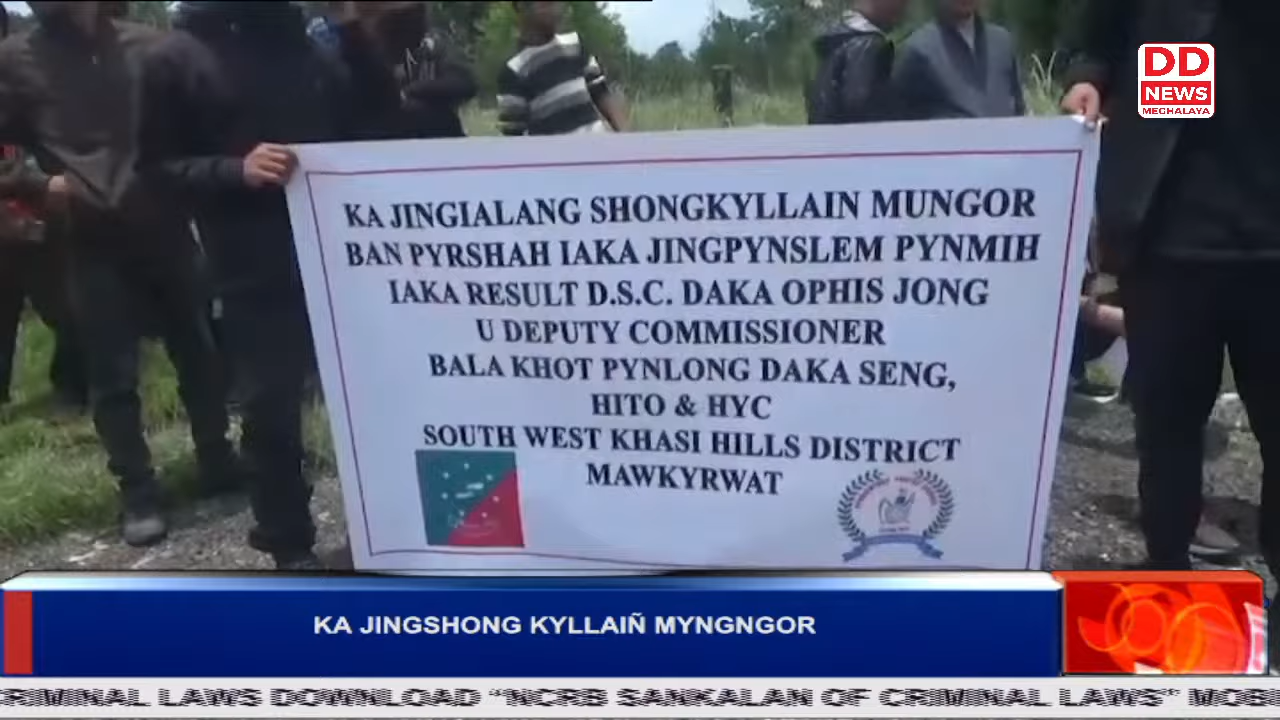 DD
NEWS
MEGHALAYA
KA JINGIALANG SHONGKYLLAIN MUNGOR
BAN PYRSHAH IAKA JINGPYNSLEM PYNMIH
IAKA RESULT D.S.C. DAKA OPHIS JONG
U DEPUTY COMMISSIONER
BALA KHOT PYNLONG DAKA SENG,
HITO & HYC
SOUTH WEST KHASI HILLS DISTRICT
MAWKYRWAT
KA JINGSHONG KYLLAIÑ MYNGNGOR
CRIMINAL LAWS DOWNLOAD "NCRB SANKALAN OF CRIMINAL LAWS" MOB